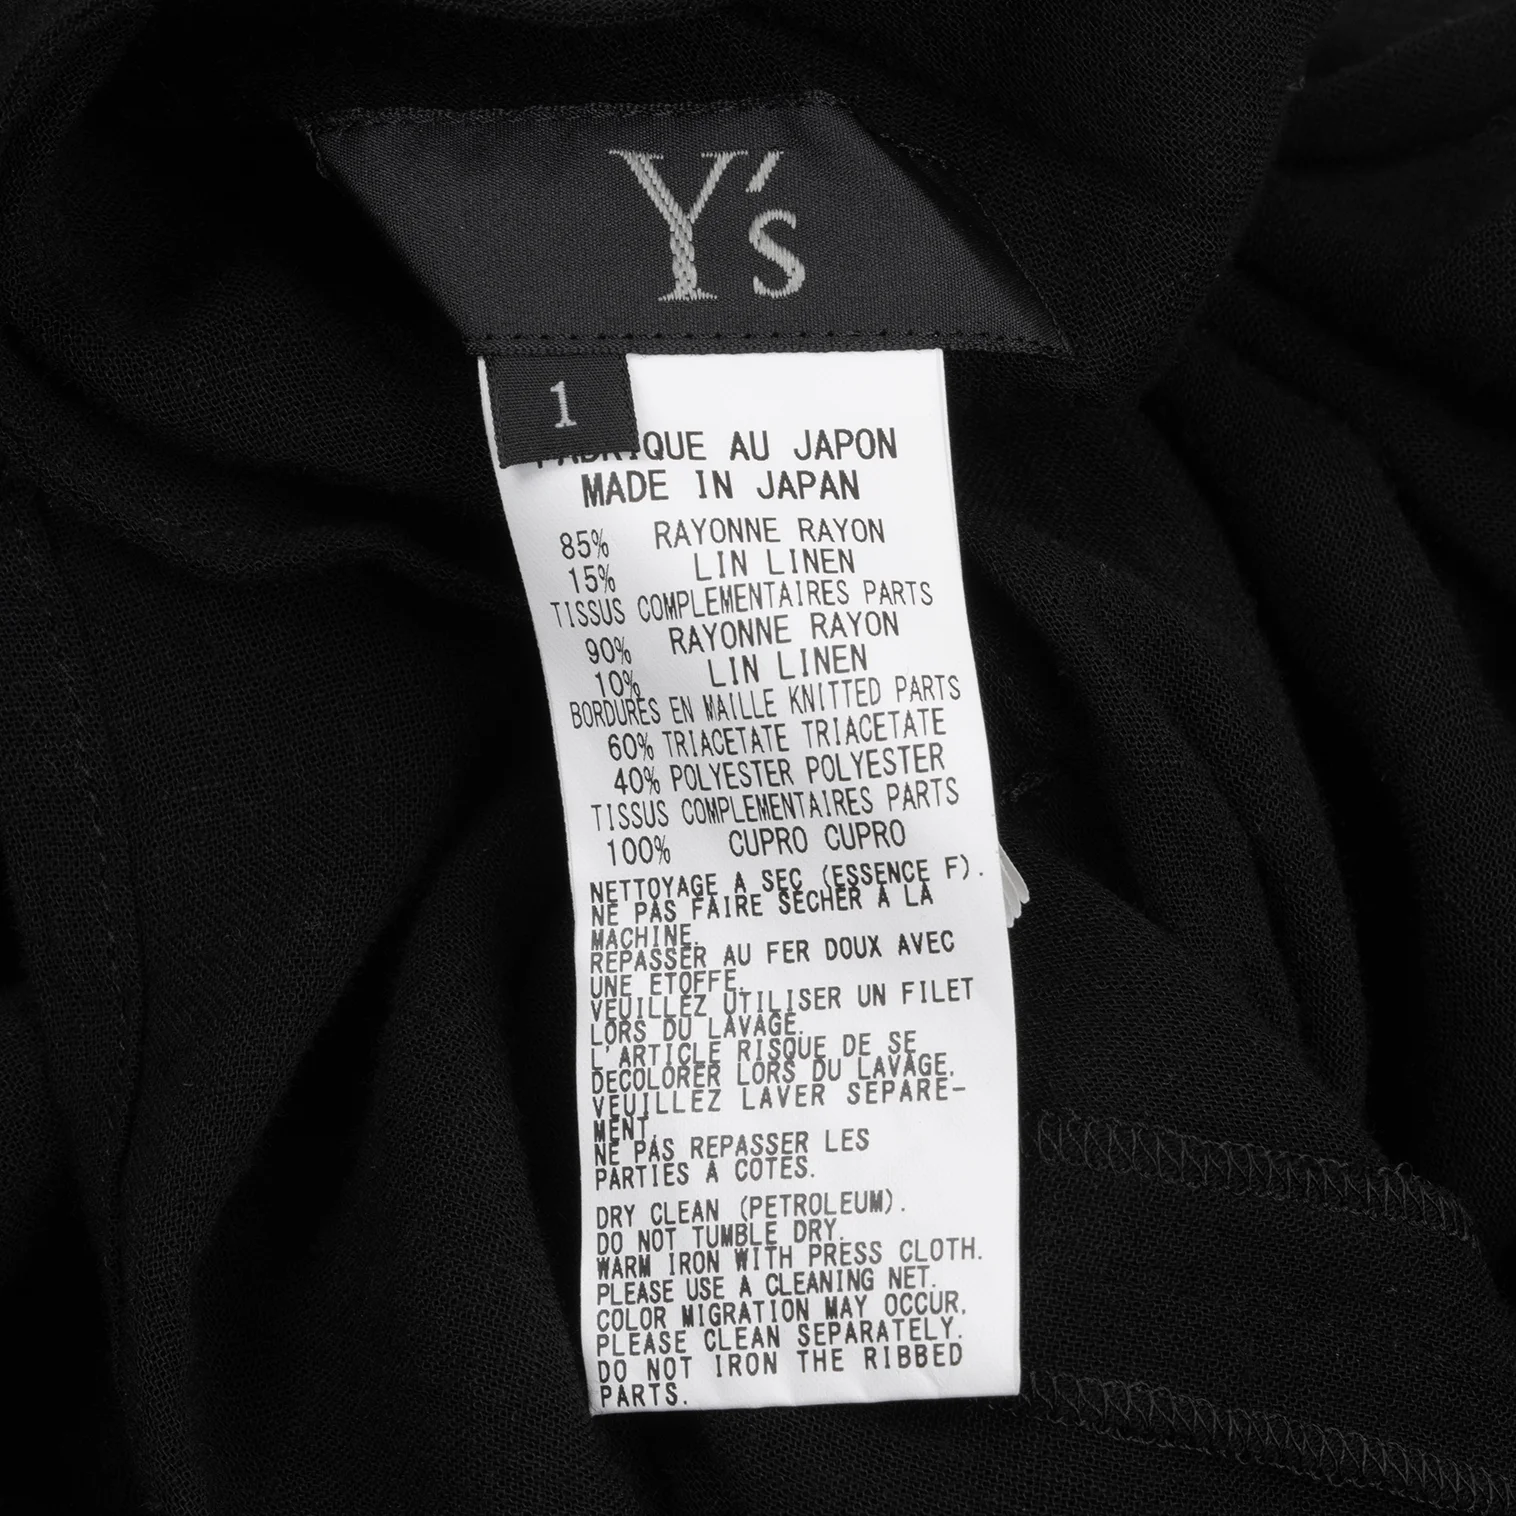 Y's
1
FABRIQUE AU JAPON
MADE IN JAPAN
85% RAYONNE RAYON
15% LIN LINEN
TISSUS COMPLEMENTAIRES PARTS
90% RAYONNE RAYON
10% LIN LINEN
BORDURES EN MAILLE KNITTED PARTS
60% TRIACETATE TRIACETATE
40% POLYESTER POLYESTER
TISSUS COMPLEMENTAIRES PARTS
100% CUPRO CUPRO
NETTOYAGE A SEC (ESSENCE F).
NE PAS FAIRE SECHER A LA
MACHINE.
REPASSER AU FER DOUX AVEC
UNE ETOFFE.
VEUILLEZ UTILISER UN FILET
LORS DU LAVAGE.
L'ARTICLE RISQUE DE SE
DECOLORER LORS DU LAVAGE.
VEUILLEZ LAVER SEPARE-
MENT.
NE PAS REPASSER LES
PARTIES A COTES.
DRY CLEAN (PETROLEUM).
DO NOT TUMBLE DRY.
WARM IRON WITH PRESS CLOTH.
PLEASE USE A CLEANING NET.
COLOR MIGRATION MAY OCCUR.
PLEASE CLEAN SEPARATELY.
DO NOT IRON THE RIBBED
PARTS.